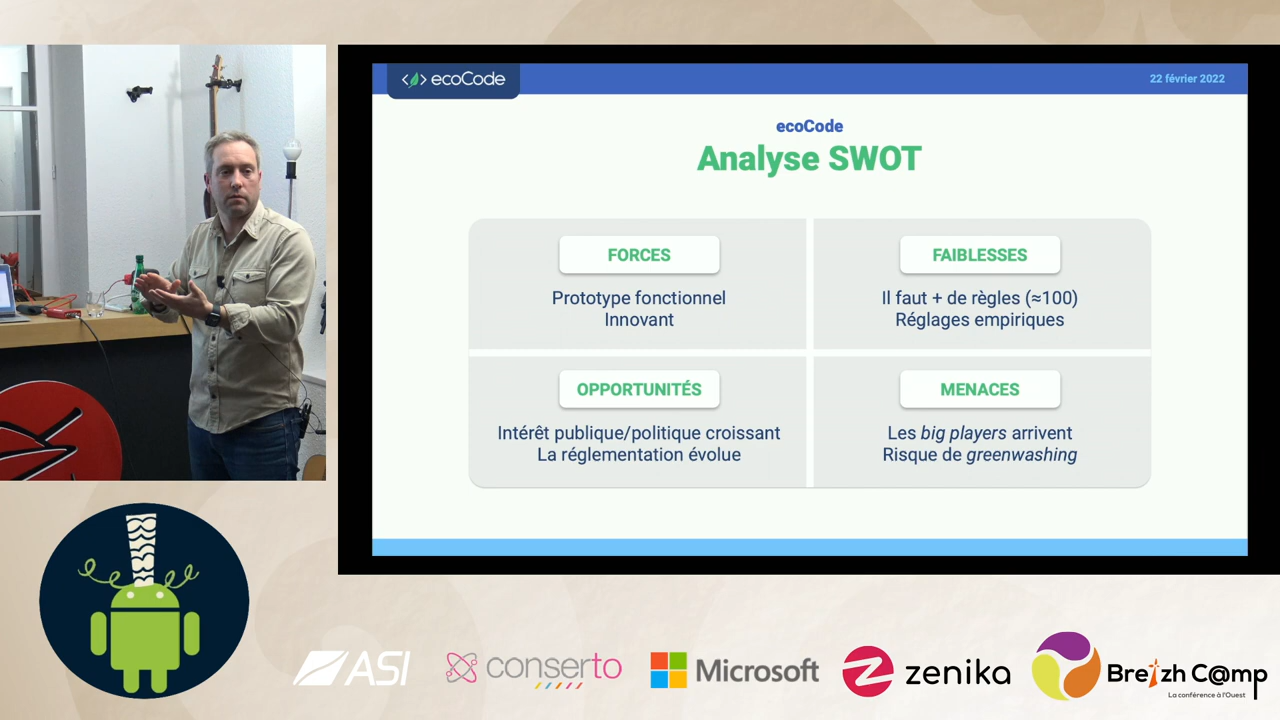 ecoCode
22 février 2022
ecoCode
Analyse SWOT
FORCES
Prototype fonctionnel
Innovant
FAIBLESSES
Il faut + de règles (≈100)
Réglages empiriques
OPPORTUNITÉS
Intérêt publique/politique croissant
La réglementation évolue
MENACES
Les big players arrivent
Risque de greenwashing
ASI
conserto
Microsoft
zenika
Breizh C@mp
La conférence à l'Ouest